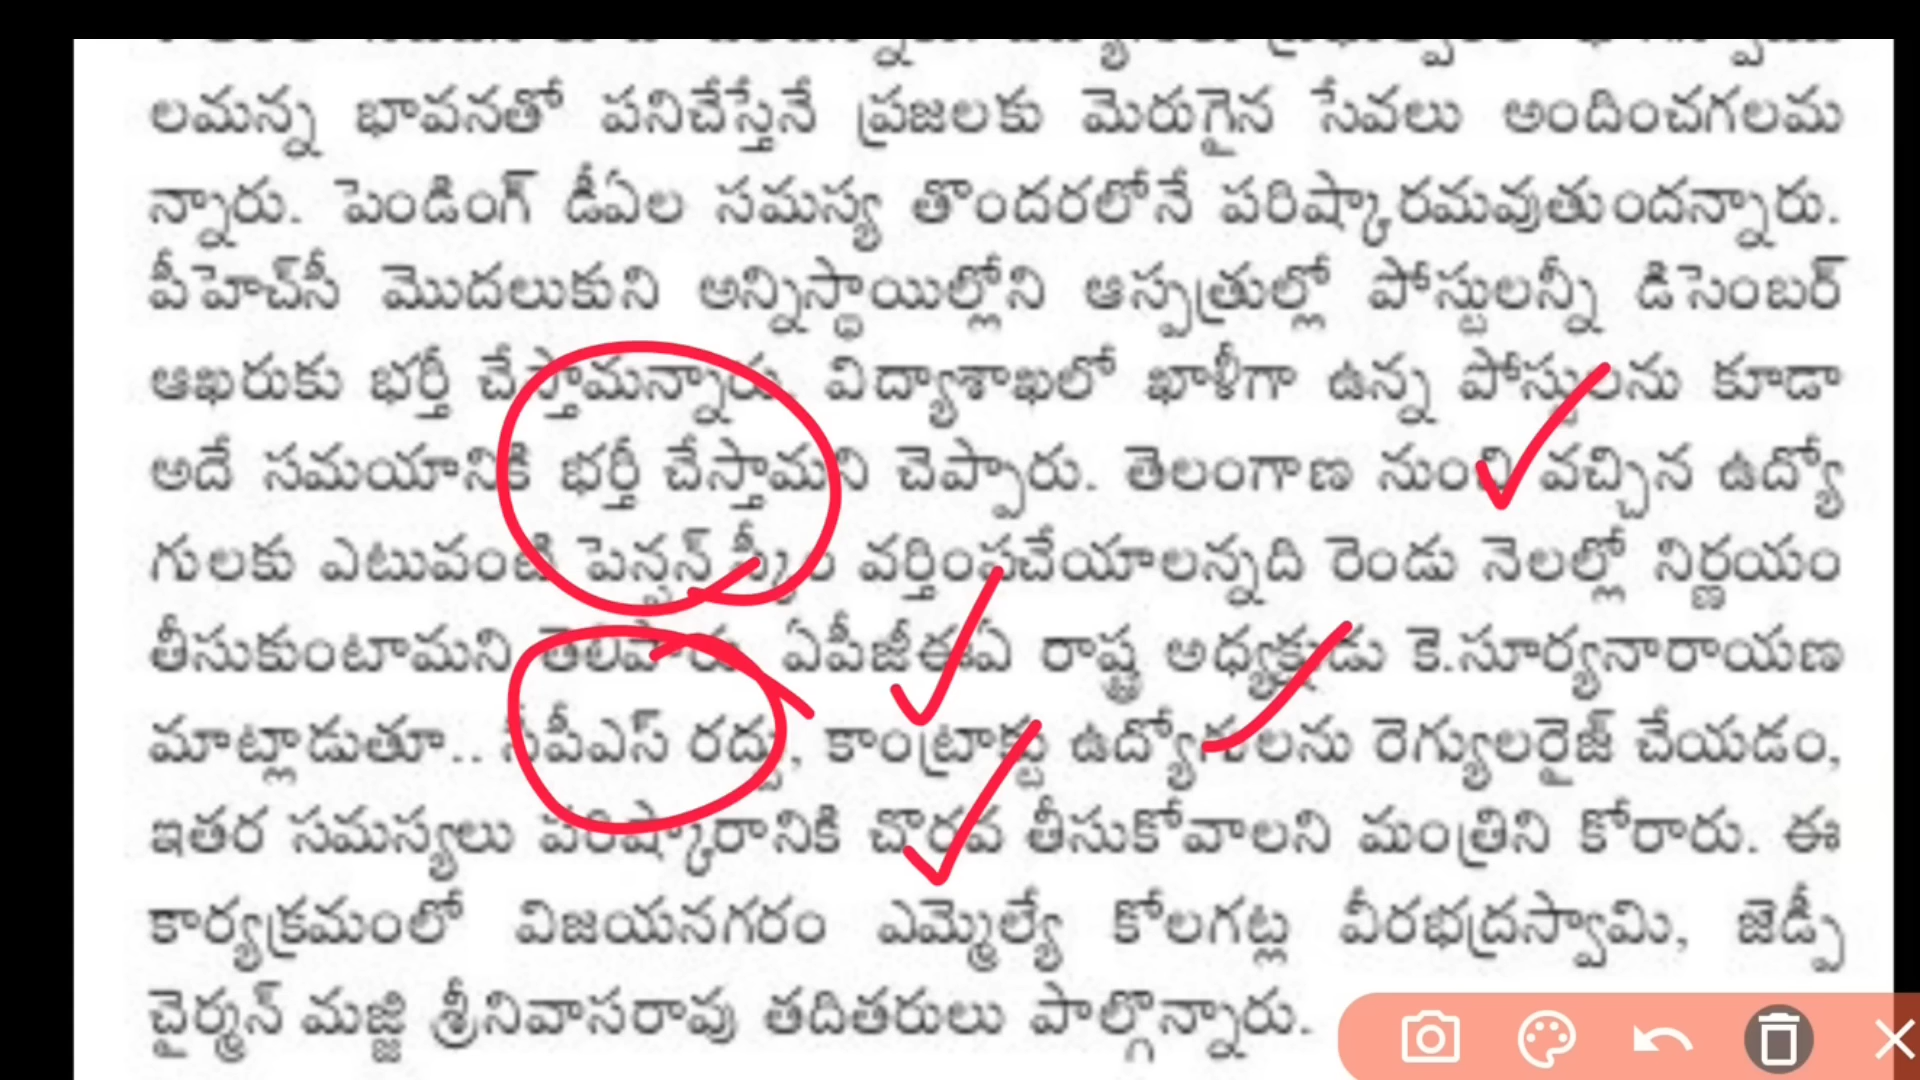 లమన్న భావనతో పనిచేస్తేనే ప్రజలకు మెరుగైన సేవలు అందించగలమ
న్నారు. పెండింగ్ డీఏల సమస్య తొందరలోనే పరిష్కారమవుతుందన్నారు.
పీహెచ్‌సీ మొదలుకుని అన్నిస్థాయిల్లోని ఆస్పత్రుల్లో పోస్టులన్నీ డిసెంబర్
ఆఖరుకు భర్తీ చేస్తామన్నారు. విద్యాశాఖలో ఖాళీగా ఉన్న పోస్టులను కూడా
అదే సమయానికి భర్తీ చేస్తామని చెప్పారు. తెలంగాణ నుంచి వచ్చిన ఉద్యో
గులకు ఎటువంటి పెన్షన్ స్కీం వర్తింపచేయాలన్నది రెండు నెలల్లో నిర్ణయం
తీసుకుంటామని తెలిపారు. ఏపీజీఈఏ రాష్ట్ర అధ్యక్షుడు కె.సూర్యనారాయణ
మాట్లాడుతూ.. సీపీఎస్ రద్దు, కాంట్రాక్టు ఉద్యోగులను రెగ్యులరైజ్ చేయడం,
ఇతర సమస్యలు పరిష్కారానికి చొరవ తీసుకోవాలని మంత్రిని కోరారు. ఈ
కార్యక్రమంలో విజయనగరం ఎమ్మెల్యే కోలగట్ల వీరభద్రస్వామి, జెడ్పీ
చైర్మన్ మజ్జి శ్రీనివాసరావు తదితరులు పాల్గొన్నారు.